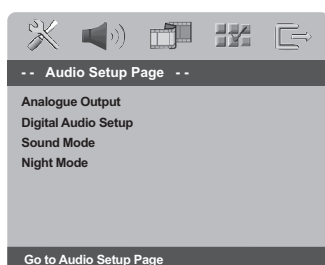 -- Audio Setup Page --
Analogue Output
Digital Audio Setup
Sound Mode
Night Mode
Go to Audio Setup Page